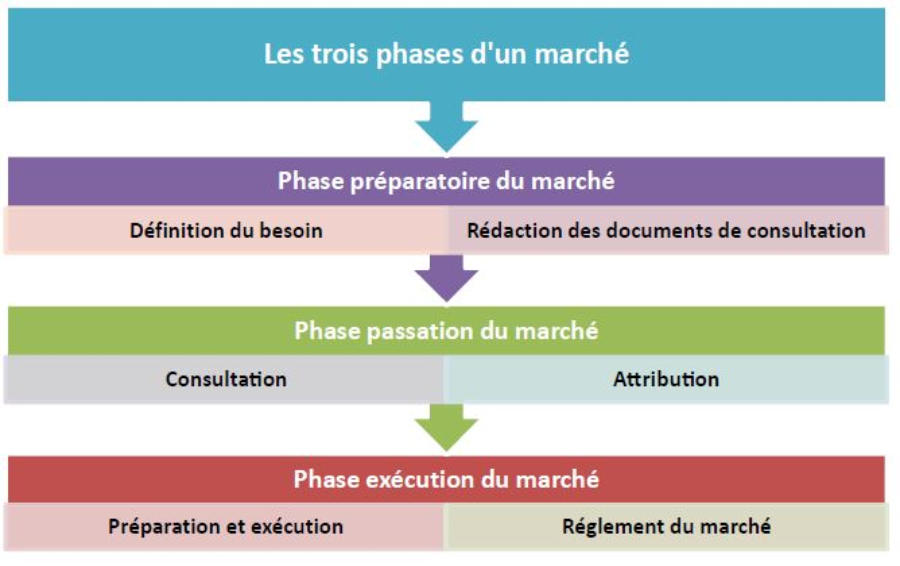 Les trois phases d'un marché
Phase préparatoire du marché
Définition du besoin
Rédaction des documents de consultation
Phase passation du marché
Consultation
Attribution
Phase exécution du marché
Préparation et exécution
Réglement du marché